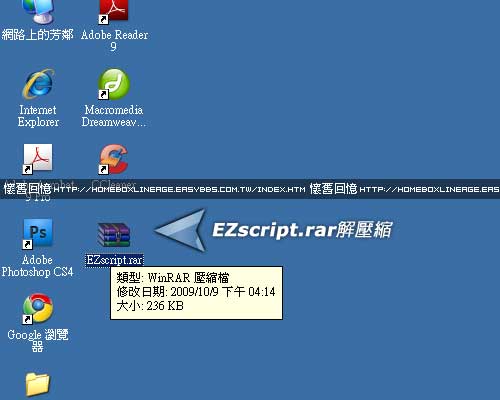 網路上的芳鄰
Adobe Reader
9
Internet
Explorer
Macromedia
Dreamweav...
9 Pro
CCleaner
懷舊回憶 HTTP://HOMEBOXLINEAGE.EASYBBS.COM.TW/INDEX.HTM 懷舊回憶 HTTP://HOMEBOXLINEAGE.EAS
Adobe
Photoshop CS4
EZscript.rar
EZscript.rar解壓縮
類型: WinRAR 壓縮檔
修改日期: 2009/10/9 下午 04:14
大小: 236 KB
Google 瀏覽
器